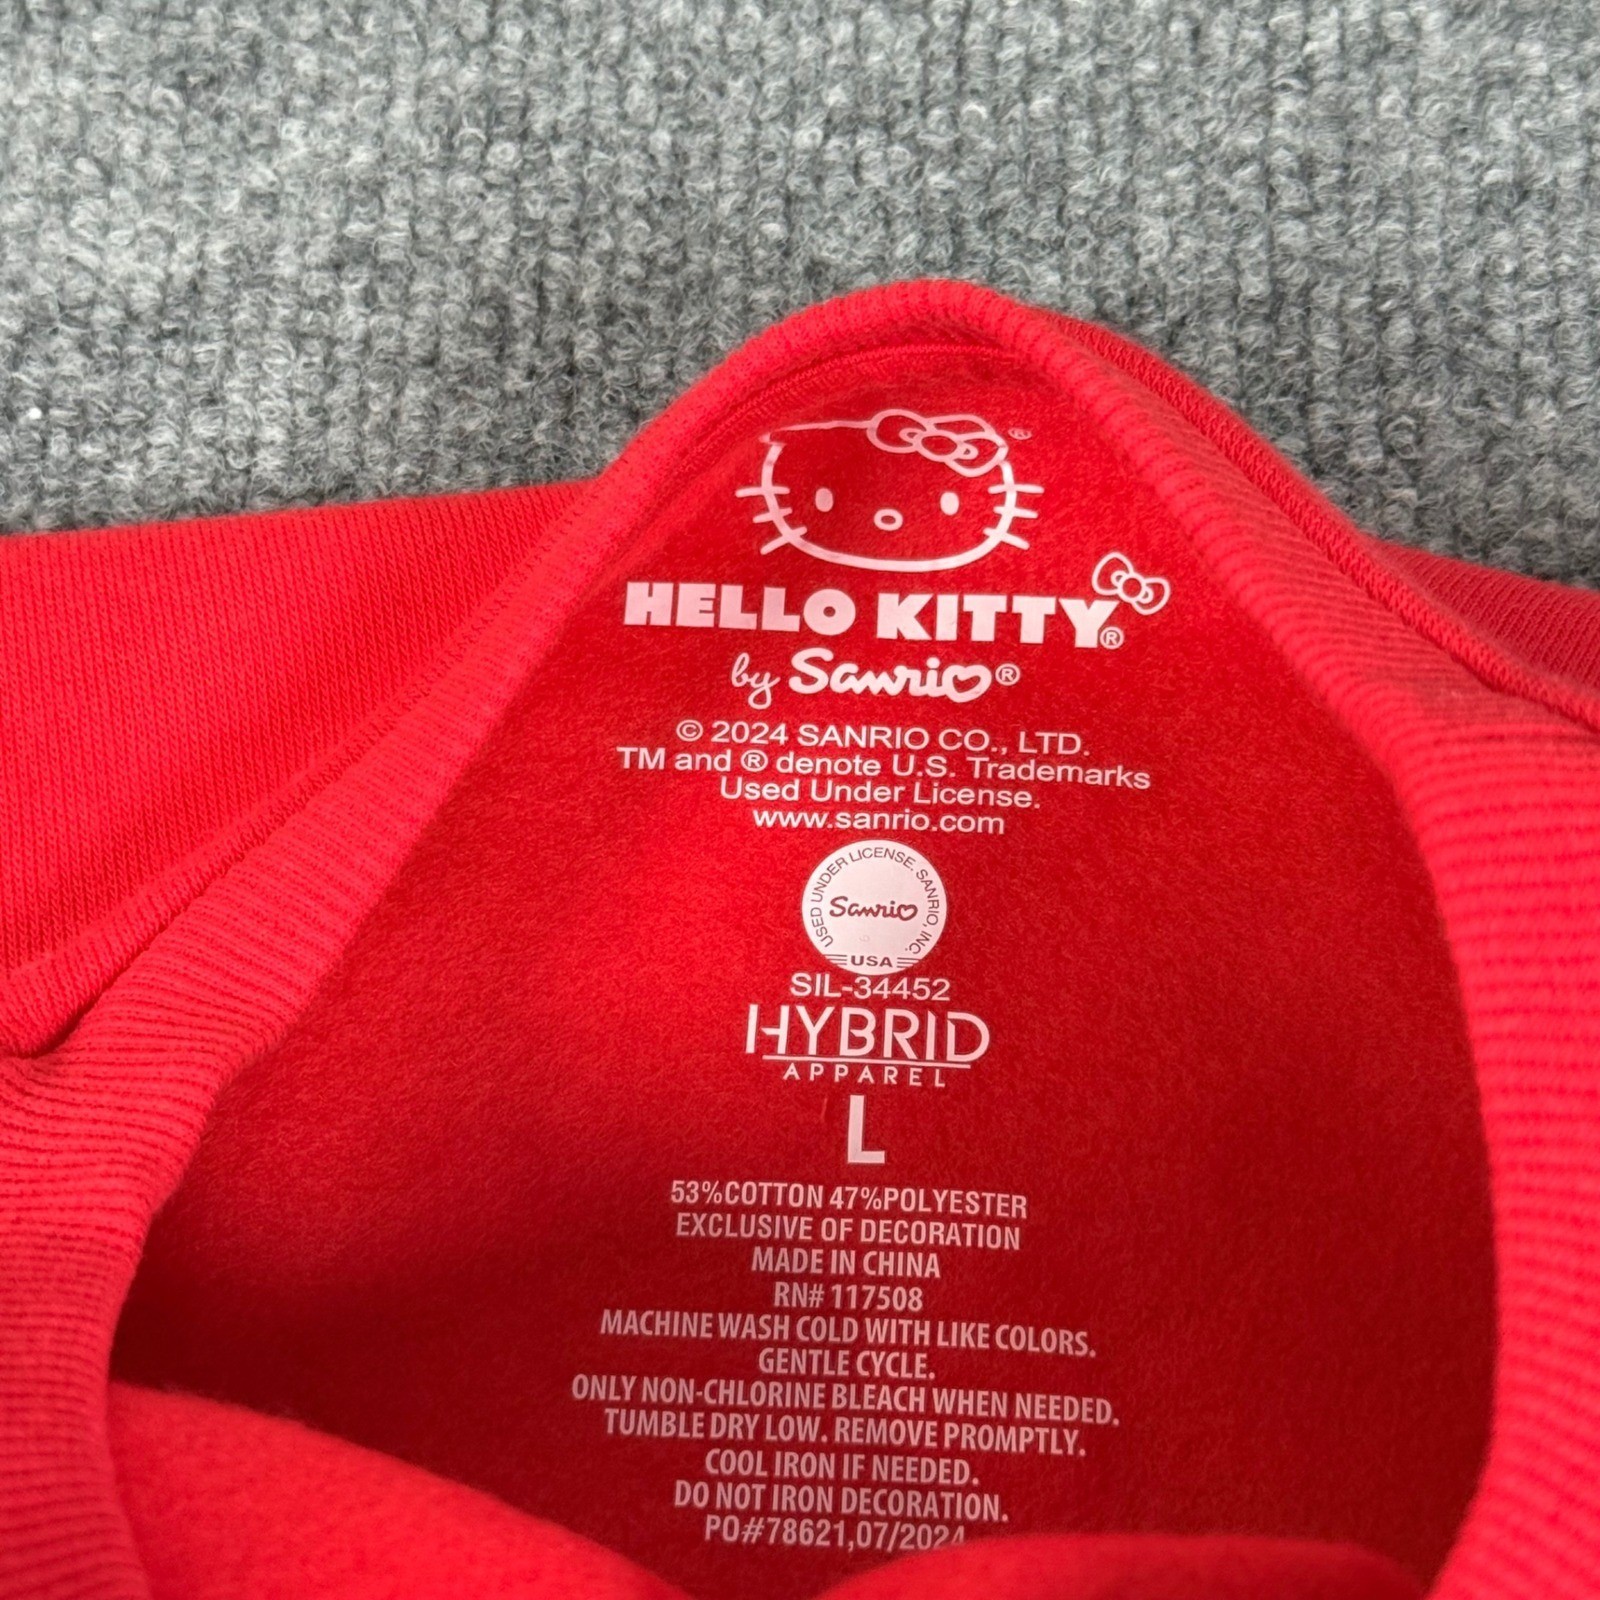 ®
HELLO KITTY®
by Sanrio®
© 2024 SANRIO CO., LTD.
TM and ® denote U.S. Trademarks
Used Under License.
www.sanrio.com
USED UNDER LICENSE. SANRIO, INC.
Sanrio
USA
SIL-34452
HYBRID
APPAREL
L
53%COTTON 47%POLYESTER
EXCLUSIVE OF DECORATION
MADE IN CHINA
RN# 117508
MACHINE WASH COLD WITH LIKE COLORS.
GENTLE CYCLE.
ONLY NON-CHLORINE BLEACH WHEN NEEDED.
TUMBLE DRY LOW. REMOVE PROMPTLY.
COOL IRON IF NEEDED.
DO NOT IRON DECORATION.
PO#78621,07/2024